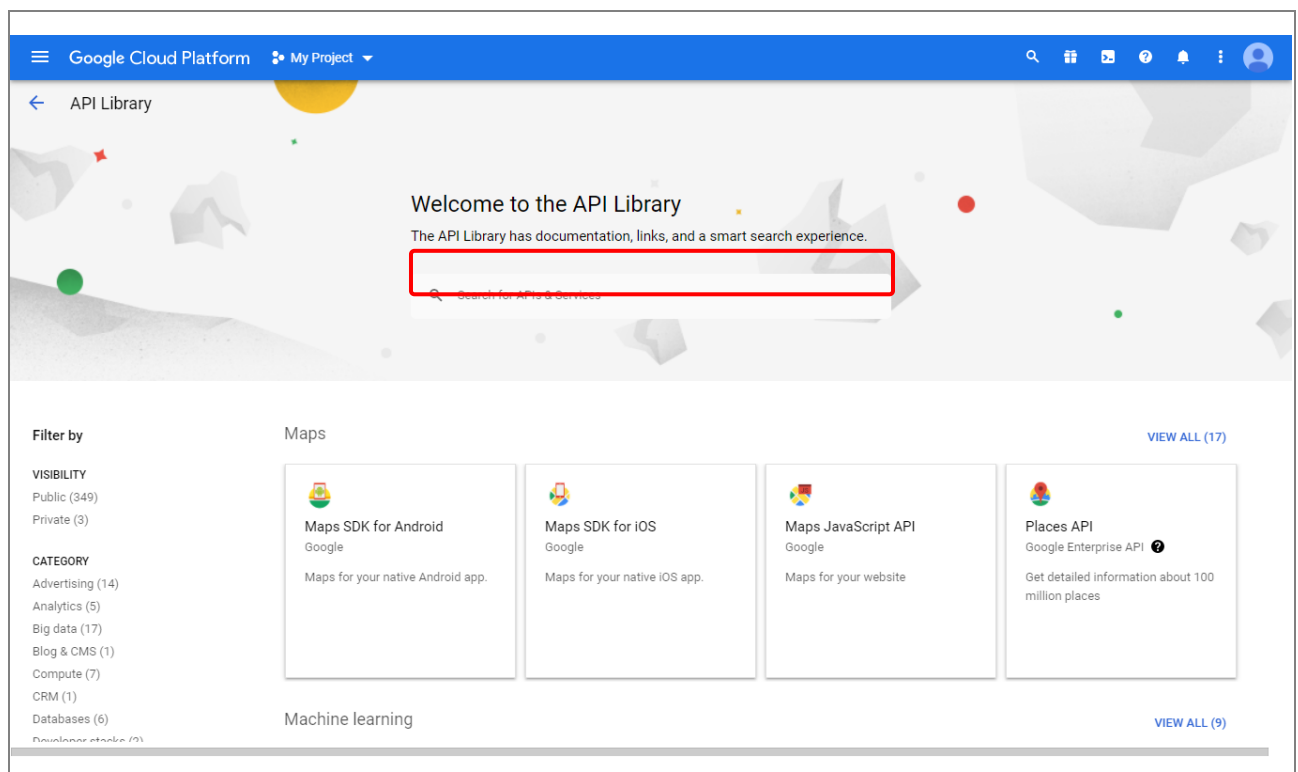 Google Cloud Platform My Project
API Library
Welcome to the API Library
The API Library has documentation, links, and a smart search experience.
Search for APIs & Services
Filter by
VISIBILITY
Public (349)
Private (3)
CATEGORY
Advertising (14)
Analytics (5)
Big data (17)
Blog & CMS (1)
Compute (7)
CRM (1)
Databases (6)
Developer stacks (2)
Maps
VIEW ALL (17)
Maps SDK for Android
Google
Maps for your native Android app.
Maps SDK for iOS
Google
Maps for your native iOS app.
Maps JavaScript API
Google
Maps for your website
Places API
Google Enterprise API
Get detailed information about 100
million places
Machine learning
VIEW ALL (9)